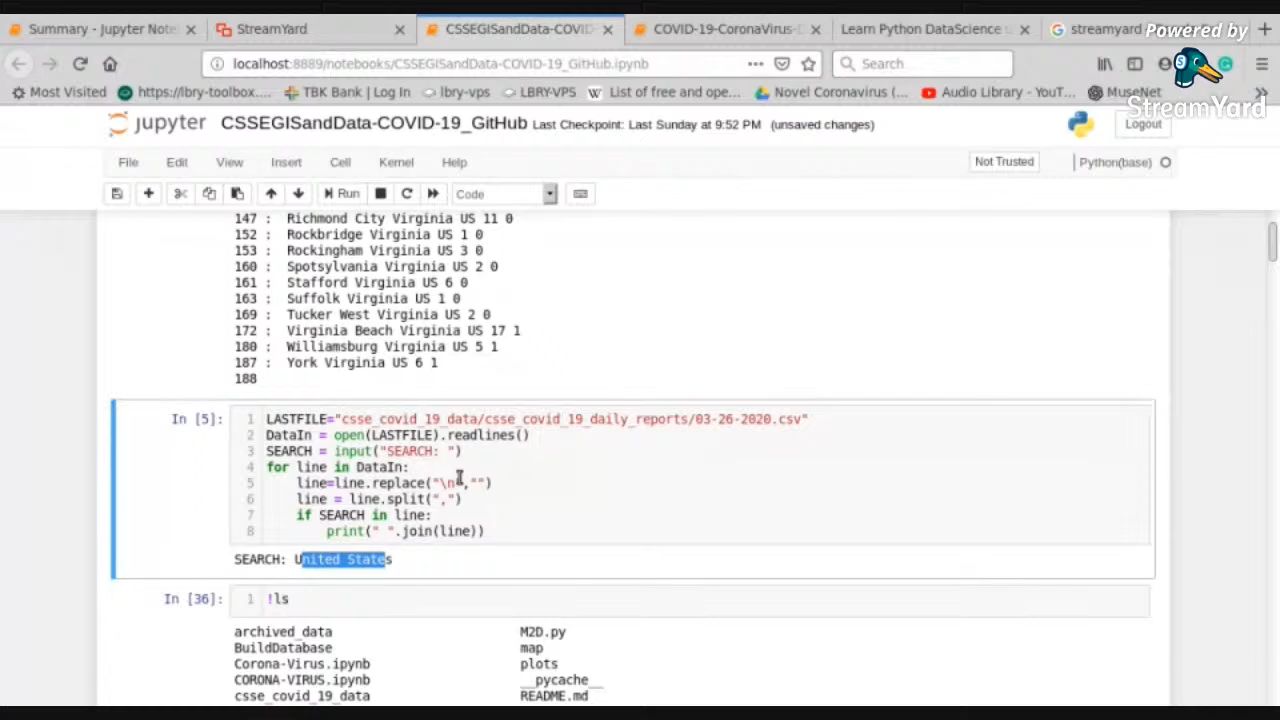 Summary - Jupyter Note
StreamYard
CSSEGISandData-COVID-
COVID-19-CoronaVirus-D
Learn Python DataScience
streamyard
Powered by
StreamYard
localhost:8889/notebooks/CSSEGISandData-COVID-19_GitHub.ipynb
Search
Most Visited
https://lbry-toolbox....
TBK Bank | Log In
lbry-vps
LBRY-VPS
List of free and ope...
Novel Coronavirus (...
Audio Library - YouT...
MuseNet
jupyter
CSSEGISandData-COVID-19_GitHub Last Checkpoint: Last Sunday at 9:52 PM (unsaved changes)
Logout
File Edit View Insert Cell Kernel Help
Not Trusted
Python(base)
Run
Code
147 : Richmond City Virginia US 11 0
152 : Rockbridge Virginia US 1 0
153 : Rockingham Virginia US 3 0
160 : Spotsylvania Virginia US 2 0
161 : Stafford Virginia US 6 0
163 : Suffolk Virginia US 1 0
169 : Tucker West Virginia US 2 0
172 : Virginia Beach Virginia US 17 1
180 : Williamsburg Virginia US 5 1
187 : York Virginia US 6 1
188
In [5]:
1 LASTFILE="csse_covid_19_data/csse_covid_19_daily_reports/03-26-2020.csv"
2 DataIn = open(LASTFILE).readlines()
3 SEARCH = input("SEARCH: ")
4 for line in DataIn:
5 line=line.replace("\n","")
6 line = line.split(",")
7 if SEARCH in line:
8 print(" ".join(line))
SEARCH: United States
In [36]:
1 !ls
archived_data M2D.py
BuildDatabase map
Corona-Virus.ipynb plots
CORONA-VIRUS.ipynb __pycache__
csse_covid_19_data README.md